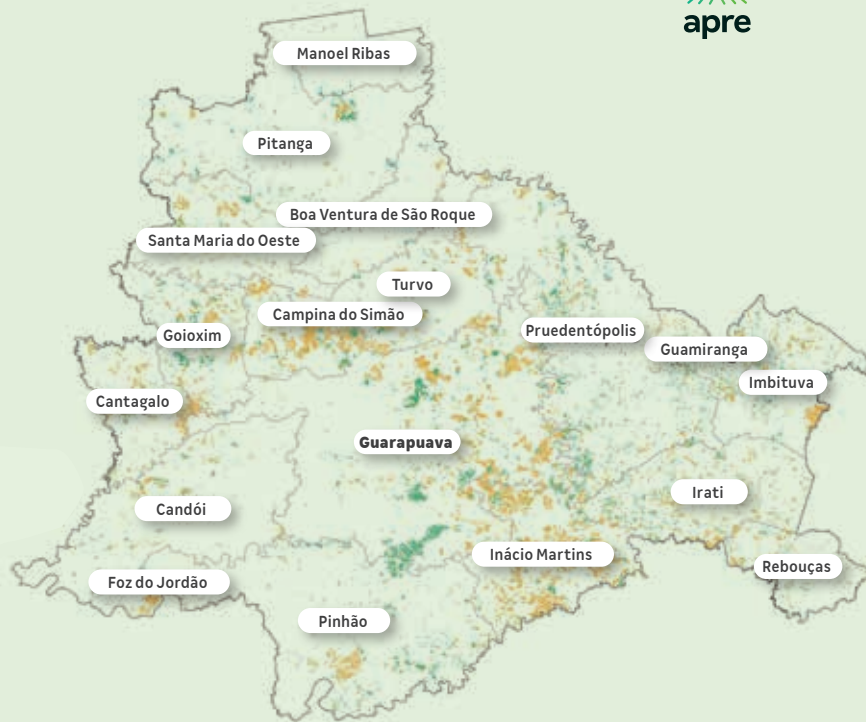 apre
Manoel Ribas
Pitanga
Boa Ventura de São Roque
Santa Maria do Oeste
Turvo
Campina do Simão
Pruedentópolis
Goioxim
Guamiranga
Imbituva
Cantagalo
Guarapuava
Irati
Candói
Inácio Martins
Rebouças
Foz do Jordão
Pinhão